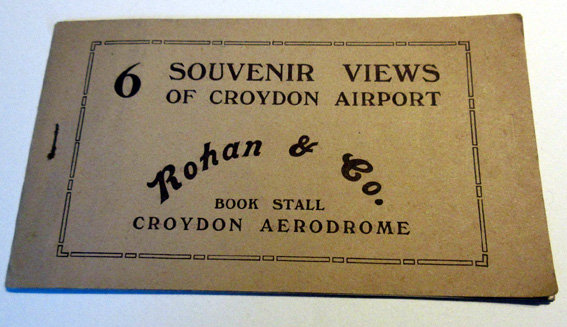 6 SOUVENIR VIEWS
OF CROYDON AIRPORT
Rohan & Co.
BOOK STALL
CROYDON AERODROME